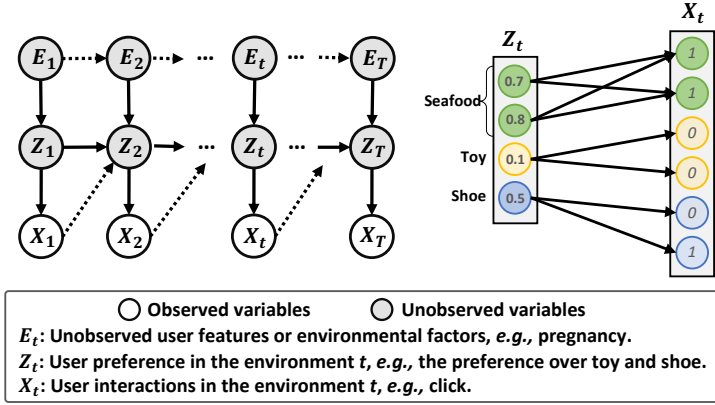 E₁ E₂ ... Eₜ ... E_T
Z₁ Z₂ ... Zₜ ... Z_T
X₁ X₂ ... Xₜ ... X_T
Zₜ Xₜ
0.7 1
Seafood
0.8 1
Toy 0.1 0
0
Shoe 0.5 0
1
Observed variables Unobserved variables
Eₜ: Unobserved user features or environmental factors, e.g., pregnancy.
Zₜ: User preference in the environment t, e.g., the preference over toy and shoe.
Xₜ: User interactions in the environment t, e.g., click.